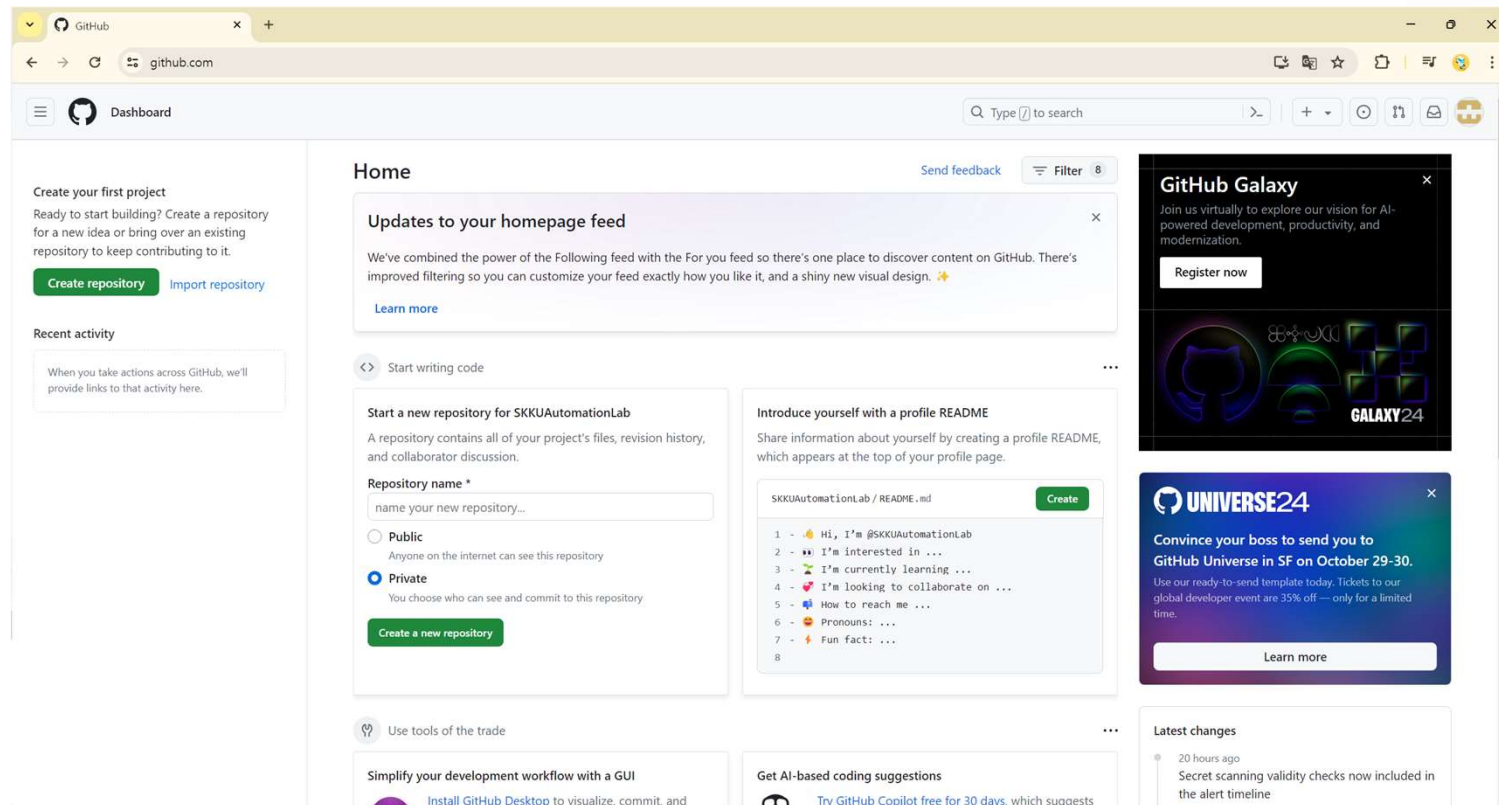 GitHub
github.com
Dashboard
Type / to search
Create your first project
Ready to start building? Create a repository
for a new idea or bring over an existing
repository to keep contributing to it.
Create repository
Import repository
Recent activity
When you take actions across GitHub, we'll
provide links to that activity here.
Home
Send feedback
Filter 8
Updates to your homepage feed
We've combined the power of the Following feed with the For you feed so there's one place to discover content on GitHub. There's
improved filtering so you can customize your feed exactly how you like it, and a shiny new visual design. ✨
Learn more
Start writing code
Start a new repository for SKKUAutomationLab
A repository contains all of your project's files, revision history,
and collaborator discussion.
Repository name *
name your new repository...
Public
Anyone on the internet can see this repository
Private
You choose who can see and commit to this repository
Create a new repository
Introduce yourself with a profile README
Share information about yourself by creating a profile README,
which appears at the top of your profile page.
SKKUAutomationLab / README.md
Create
1 - 👋 Hi, I'm @SKKUAutomationLab
2 - 👀 I'm interested in ...
3 - 🌱 I'm currently learning ...
4 - 💞️ I'm looking to collaborate on ...
5 - 📫 How to reach me ...
6 - 😄 Pronouns: ...
7 - ⚡ Fun fact: ...
8
Use tools of the trade
Simplify your development workflow with a GUI
Install GitHub Desktop to visualize, commit, and
Get AI-based coding suggestions
Try GitHub Copilot free for 30 days, which suggests
GitHub Galaxy
Join us virtually to explore our vision for AI-
powered development, productivity, and
modernization.
Register now
GALAXY24
UNIVERSE24
Convince your boss to send you to
GitHub Universe in SF on October 29-30.
Use our ready-to-send template today. Tickets to our
global developer event are 35% off — only for a limited
time.
Learn more
Latest changes
20 hours ago
Secret scanning validity checks now included in
the alert timeline